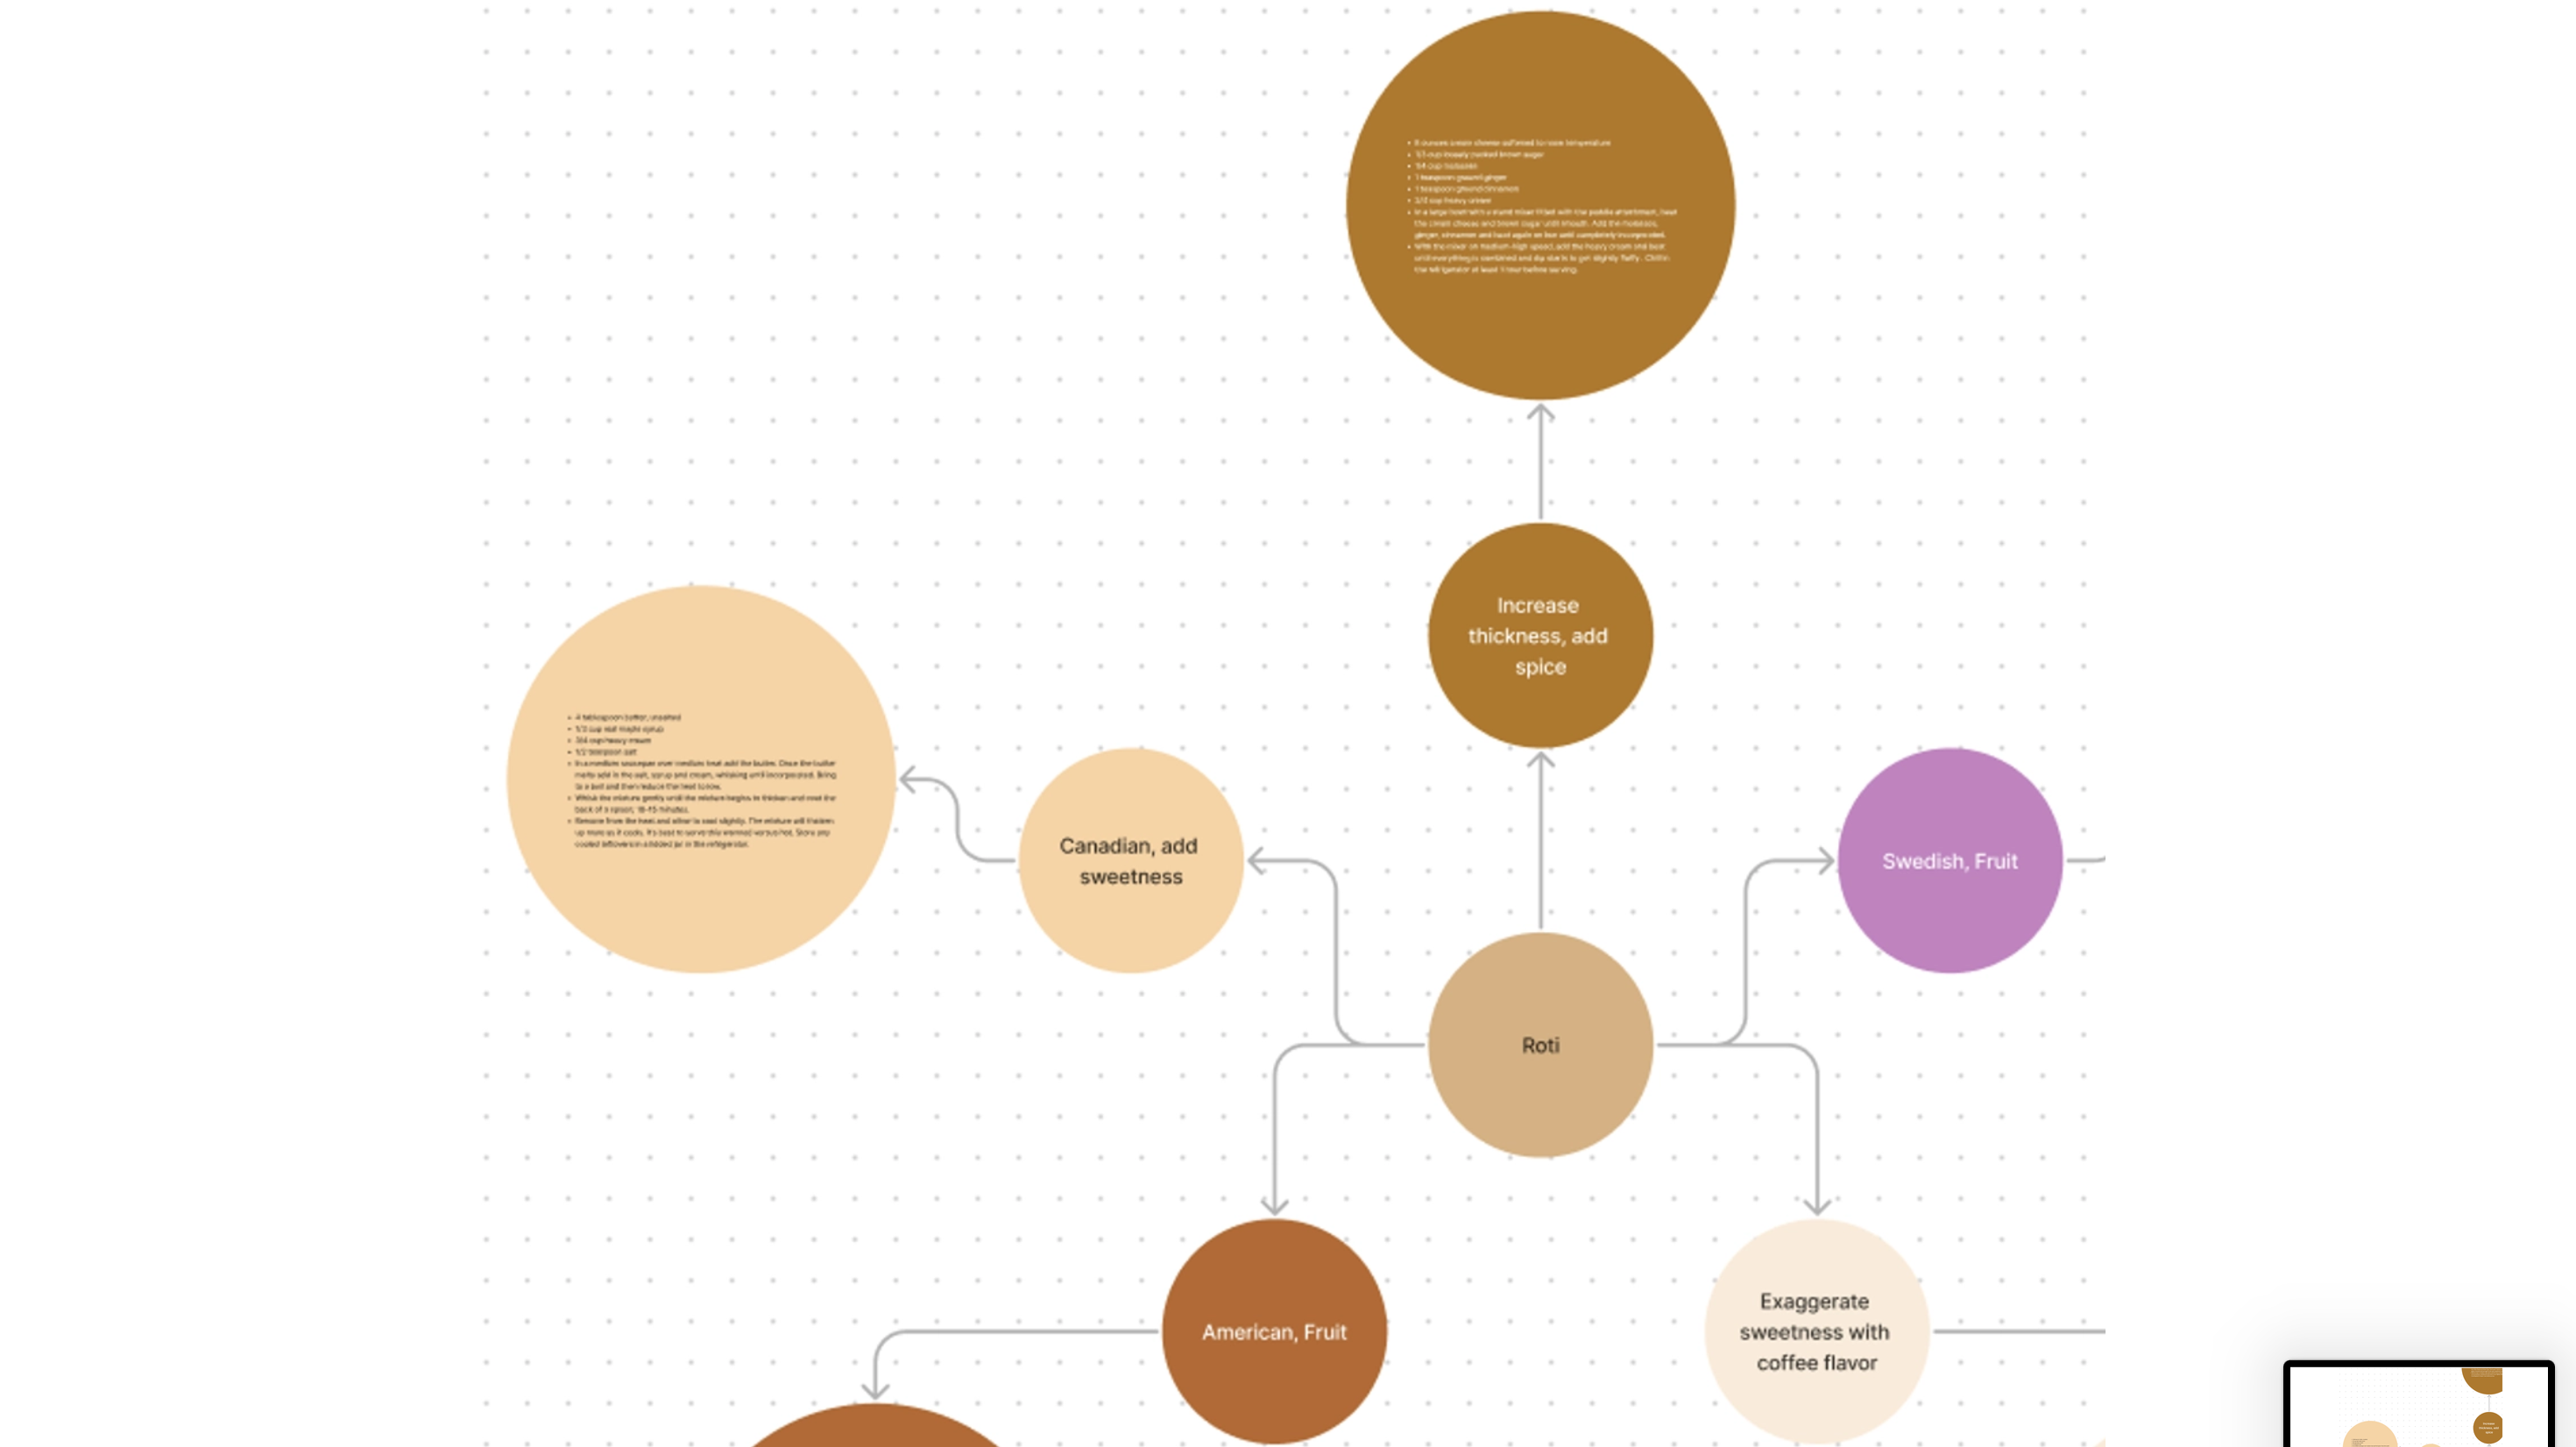 8 ounces cream cheese softened to room temperature
1/3 cup loosely packed brown sugar
1/4 cup molasses
1 teaspoon ground ginger
1 teaspoon ground cinnamon
cup heavy cream
In a large bowl with a stand mixer fitted with the paddle attachment, beat
the cream cheese and brown sugar until smooth. Add the molasses,
ginger, cinnamon and beat again on low until completely incorporated.
With the mixer on medium-high speed, add the heavy cream and beat
until everything is combined and dip starts to get slightly fluffy. Chill in
the refrigerator at least 1 hour before serving.
Increase
thickness, add
spice
4 tablespoon butter, unsalted
1/2 cup real maple syrup
3/4 cup heavy cream
1/2 teaspoon salt
In a medium saucepan over medium heat add the butter. Once the butter
melts add in the salt, syrup and cream, whisking until incorporated. Bring
to a boil and then reduce the heat to low.
Whisk the mixture gently until the mixture begins to thicken and coat the
back of a spoon; 10-15 minutes.
Remove from the heat and allow to cool slightly. The mixture will thicken
up more as it cools. It's best to serve this warmed versus hot. Store any
cooled leftovers in a lidded jar in the refrigerator.
Canadian, add
sweetness
Swedish, Fruit
Roti
American, Fruit
Exaggerate
sweetness with
coffee flavor